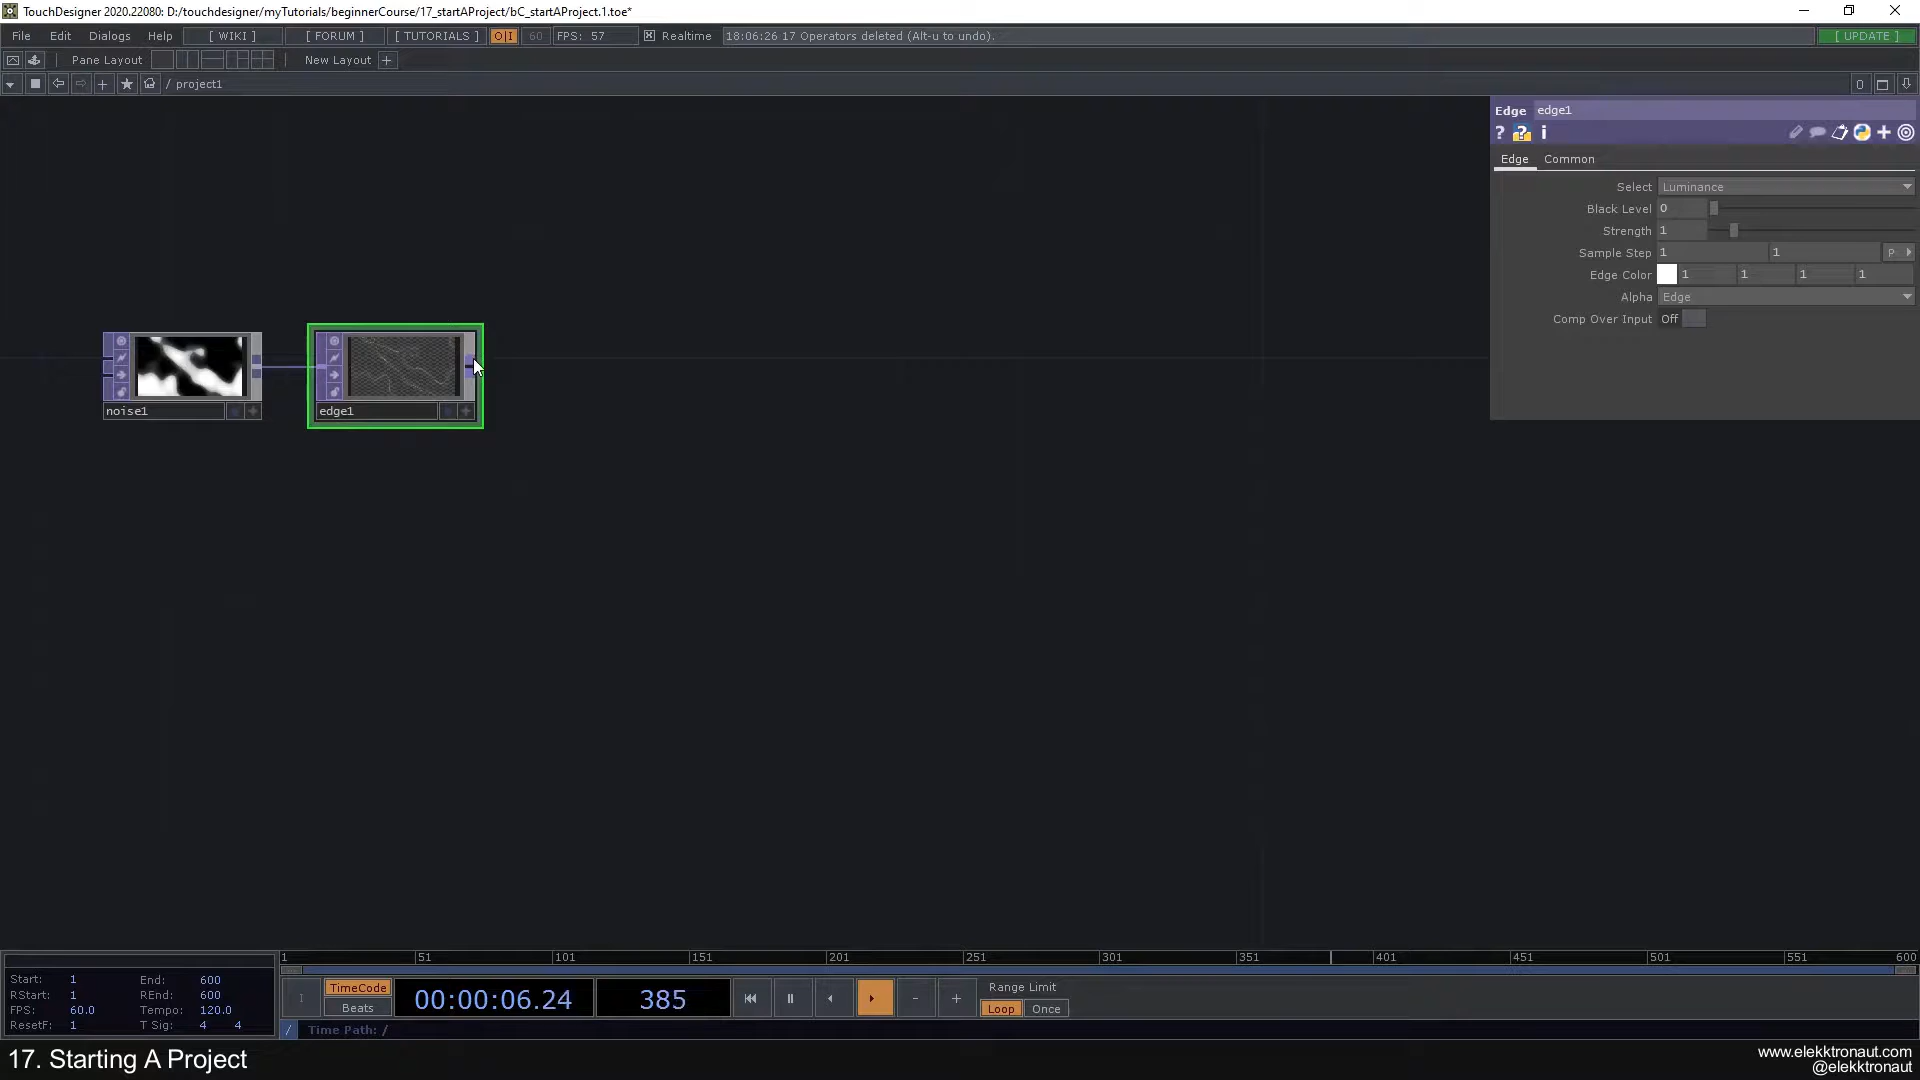 TouchDesigner 2020.22080: D:/touchdesigner/myTutorials/beginnerCourse/17_startAProject/bC_startAProject.1.toe*
File Edit Dialogs Help [ WIKI ] [ FORUM ] [ TUTORIALS ] O|I 60 FPS: 57 Realtime 18:06:26 17 Operators deleted (Alt-u to undo). [ UPDATE ]
Pane Layout New Layout +
/ project1 0
Edge edge1
? ? i
Edge Common
Select Luminance
Black Level 0
Strength 1
Sample Step 1 1 P
Edge Color 1 1 1 1
Alpha Edge
Comp Over Input Off
noise1
edge1
1 51 101 151 201 251 301 351 401 451 501 551 600
Start: 1 End: 600
RStart: 1 REnd: 600
FPS: 60.0 Tempo: 120.0
ResetF: 1 T Sig: 4 4
TimeCode
Beats
00:00:06.24 385
- +
Range Limit
Loop Once
/ Time Path: /
17. Starting A Project
www.elekktronaut.com
@elekktronaut